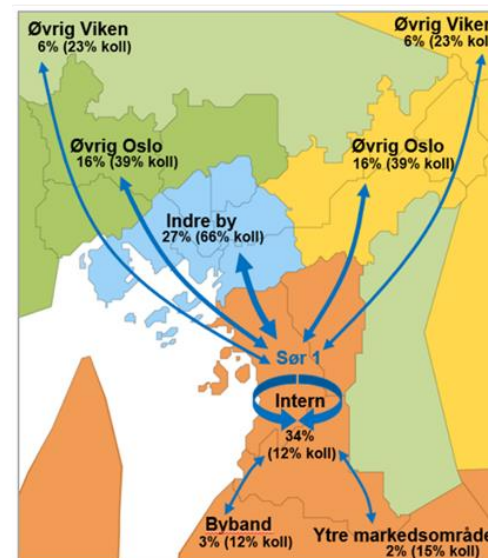 Øvrig Viken
6% (23% koll)
Øvrig Viken
6% (23% koll
Øvrig Oslo
16% (39% koll)
Øvrig Oslo
16% (39% koll)
Indre by
27% (66% koll)
Sør 1
Intern
34%
(12% koll)
Byband
3% (12% koll)
Ytre markedsområde
2% (15% koll)